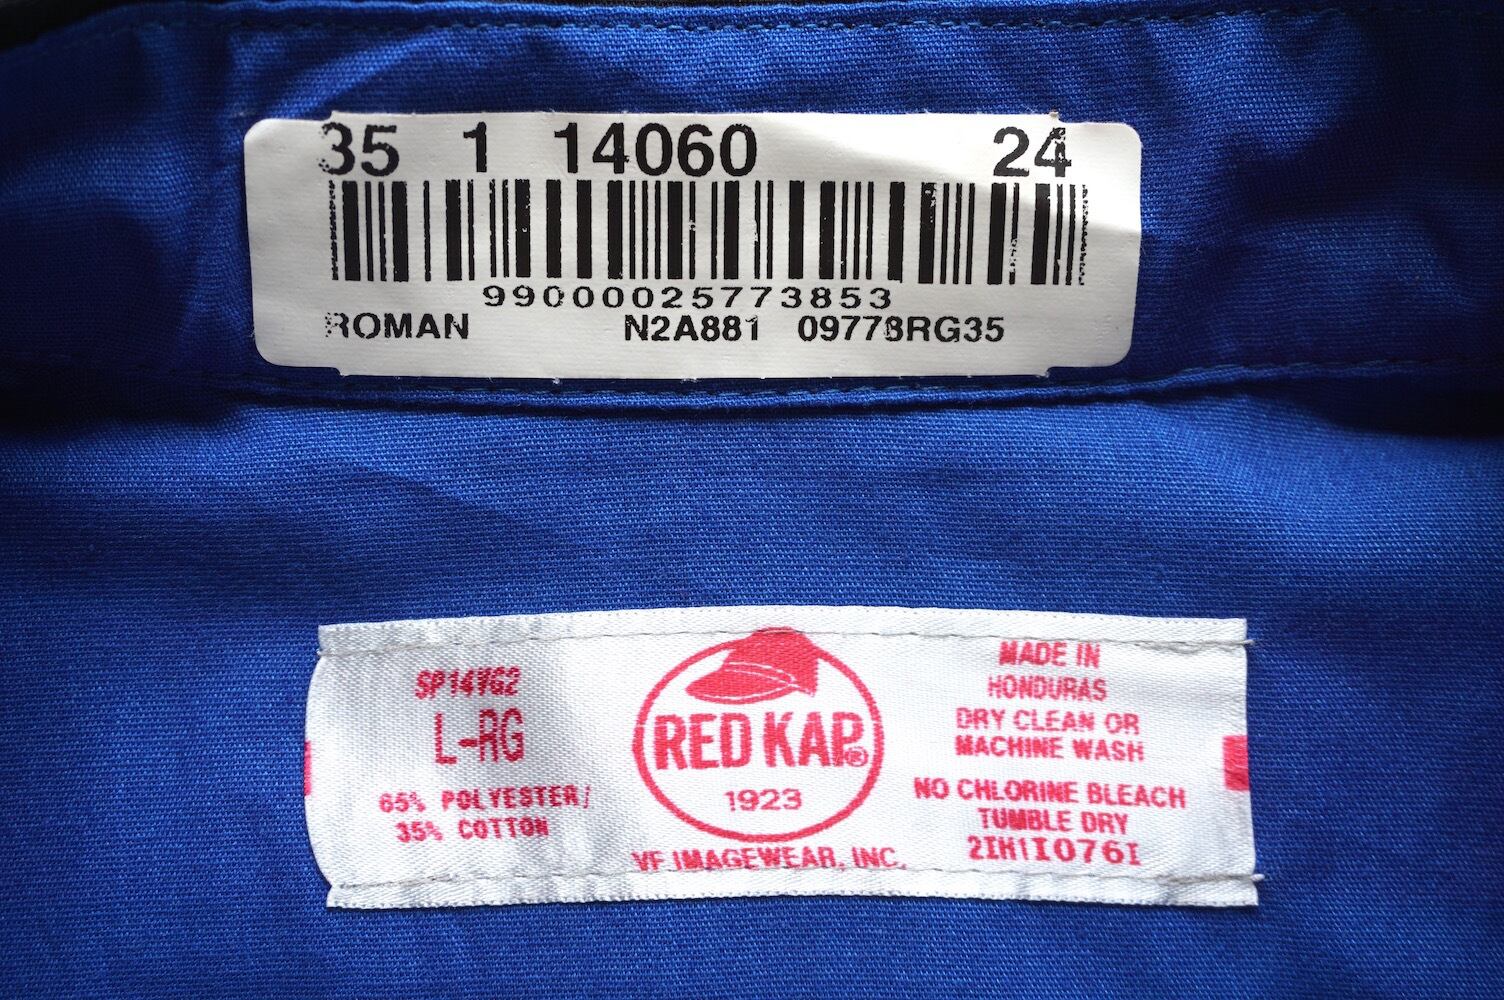 35 1 14060 24
99000025773853
ROMAN N2A881 09778RG35
SP14VG2
L-RG
65% POLYESTER/
35% COTTON
RED KAP®
1923
VF IMAGEWEAR, INC.
MADE IN
HONDURAS
DRY CLEAN OR
MACHINE WASH
NO CHLORINE BLEACH
TUMBLE DRY
2IH1I076I